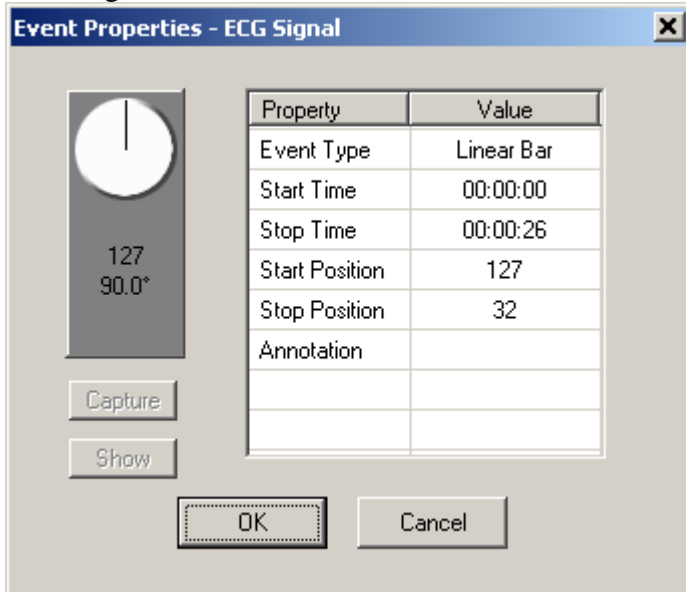 Event Properties - ECG Signal
127
90.0°
Capture
Show
Property Value
Event Type Linear Bar
Start Time 00:00:00
Stop Time 00:00:26
Start Position 127
Stop Position 32
Annotation
OK Cancel